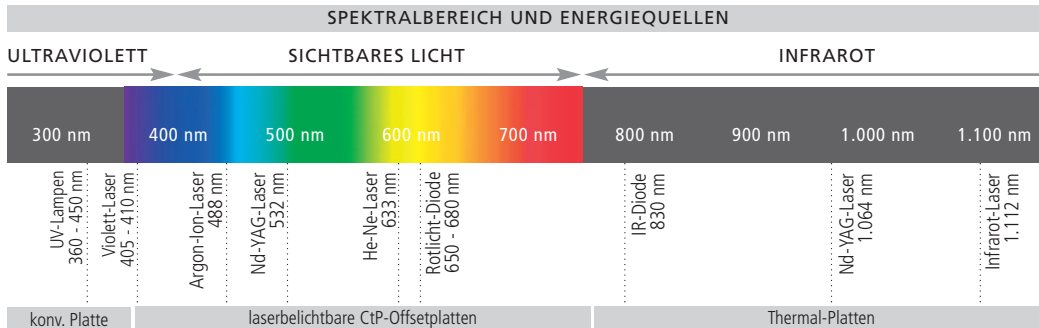 SPEKTRALBEREICH UND ENERGIEQUELLEN
ULTRAVIOLETT SICHTBARES LICHT INFRAROT
300 nm 400 nm 500 nm 600 nm 700 nm 800 nm 900 nm 1.000 nm 1.100 nm
UV-Lampen
360 - 450 nm
Violett-Laser
405 - 410 nm
Argon-Ion-Laser
488 nm
Nd-YAG-Laser
532 nm
He-Ne-Laser
633 nm
Rotlicht-Diode
650 - 680 nm
IR-Diode
830 nm
Nd-YAG-Laser
1.064 nm
Infrarot-Laser
1.112 nm
konv. Platte laserbelichtbare CtP-Offsetplatten Thermal-Platten